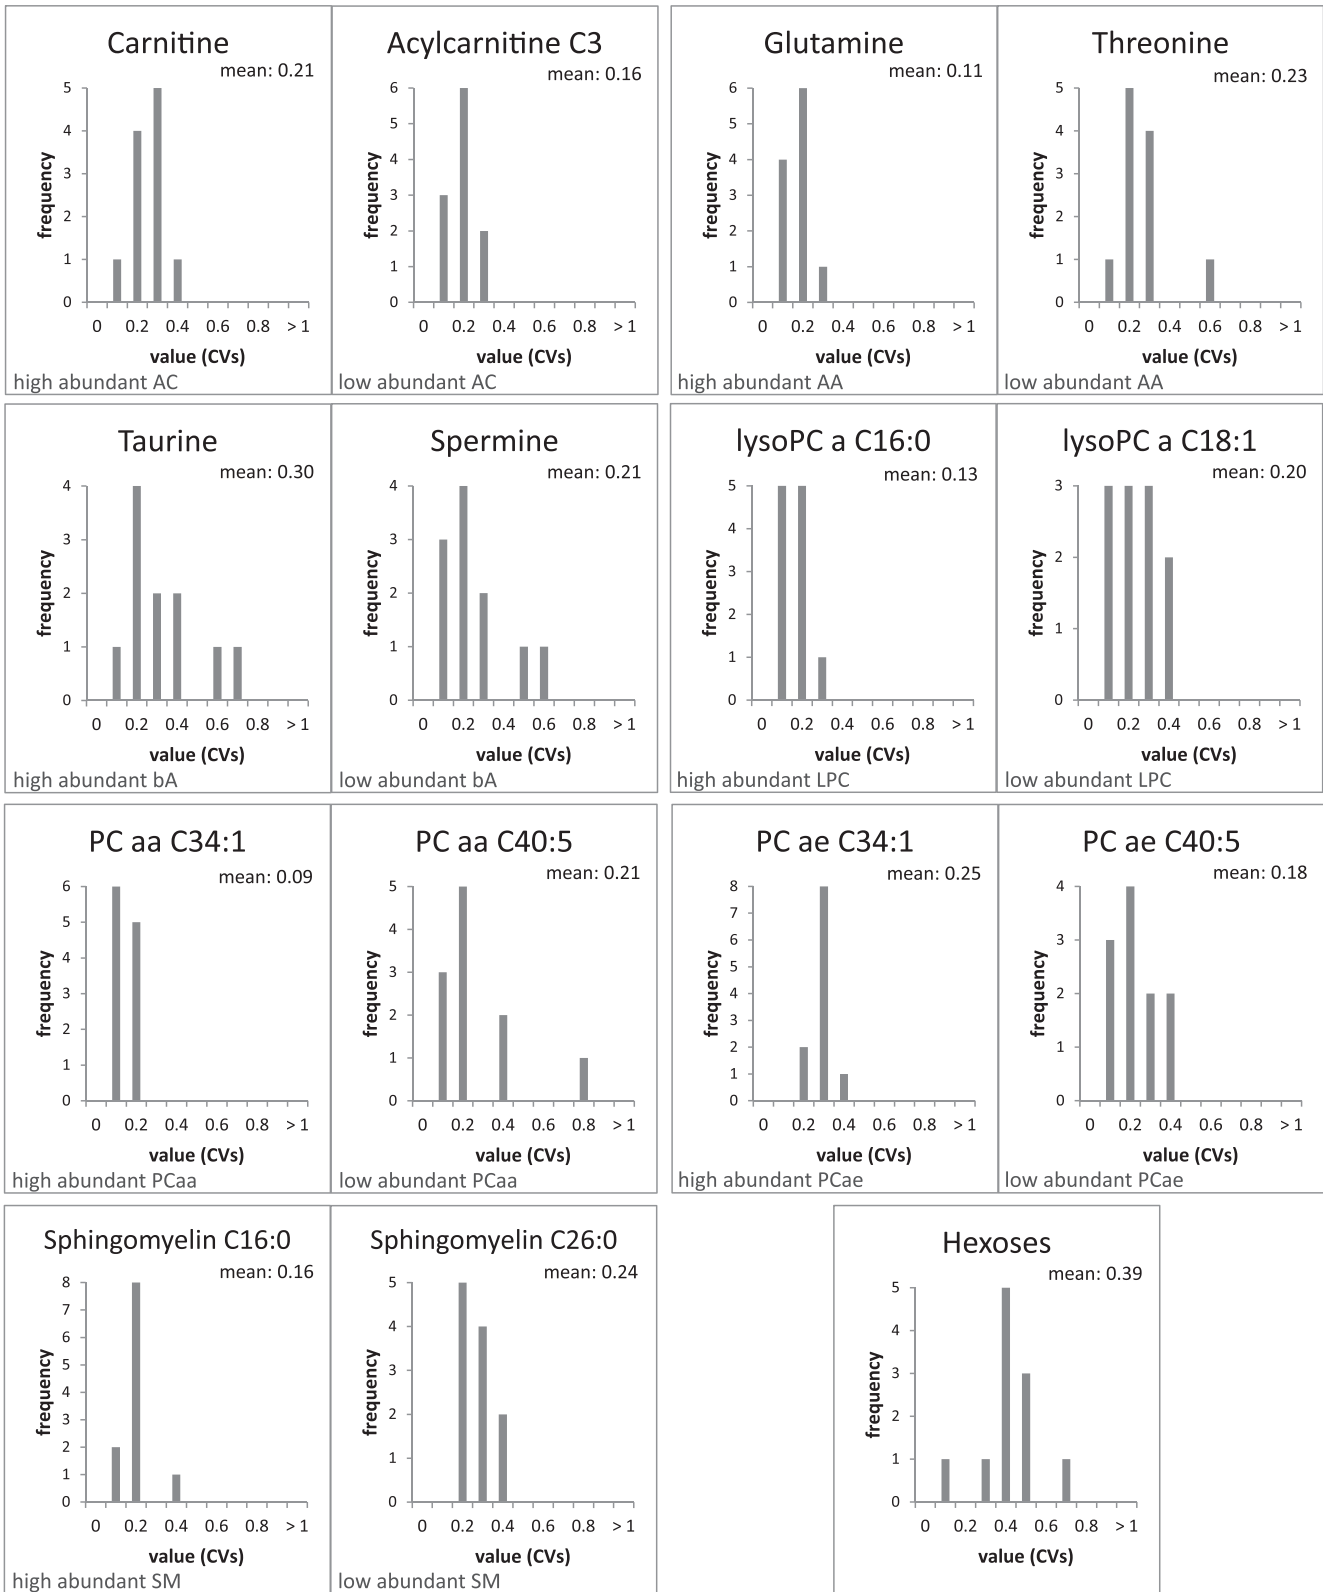 Carnitine
mean: 0.21
5
4
3
2
1
0
frequency
0 0.2 0.4 0.6 0.8 > 1
value (CVs)
high abundant AC
Acylcarnitine C3
mean: 0.16
6
5
4
3
2
1
0
frequency
0 0.2 0.4 0.6 0.8 > 1
value (CVs)
low abundant AC
Glutamine
mean: 0.11
6
5
4
3
2
1
0
frequency
0 0.2 0.4 0.6 0.8 > 1
value (CVs)
high abundant AA
Threonine
mean: 0.23
5
4
3
2
1
0
frequency
0 0.2 0.4 0.6 0.8 > 1
value (CVs)
low abundant AA
Taurine
mean: 0.30
4
3
2
1
0
frequency
0 0.2 0.4 0.6 0.8 > 1
value (CVs)
high abundant bA
Spermine
mean: 0.21
4
3
2
1
0
frequency
0 0.2 0.4 0.6 0.8 > 1
value (CVs)
low abundant bA
lysoPC a C16:0
mean: 0.13
5
4
3
2
1
0
frequency
0 0.2 0.4 0.6 0.8 > 1
value (CVs)
high abundant LPC
lysoPC a C18:1
mean: 0.20
3
2
1
0
frequency
0 0.2 0.4 0.6 0.8 > 1
value (CVs)
low abundant LPC
PC aa C34:1
mean: 0.09
6
5
4
3
2
1
0
frequency
0 0.2 0.4 0.6 0.8 > 1
value (CVs)
high abundant PCaa
PC aa C40:5
mean: 0.21
5
4
3
2
1
0
frequency
0 0.2 0.4 0.6 0.8 > 1
value (CVs)
low abundant PCaa
PC ae C34:1
mean: 0.25
8
7
6
5
4
3
2
1
0
frequency
0 0.2 0.4 0.6 0.8 > 1
value (CVs)
high abundant PCae
PC ae C40:5
mean: 0.18
4
3
2
1
0
frequency
0 0.2 0.4 0.6 0.8 > 1
value (CVs)
low abundant PCae
Sphingomyelin C16:0
mean: 0.16
8
7
6
5
4
3
2
1
0
frequency
0 0.2 0.4 0.6 0.8 > 1
value (CVs)
high abundant SM
Sphingomyelin C26:0
mean: 0.24
5
4
3
2
1
0
frequency
0 0.2 0.4 0.6 0.8 > 1
value (CVs)
low abundant SM
Hexoses
mean: 0.39
5
4
3
2
1
0
frequency
0 0.2 0.4 0.6 0.8 > 1
value (CVs)